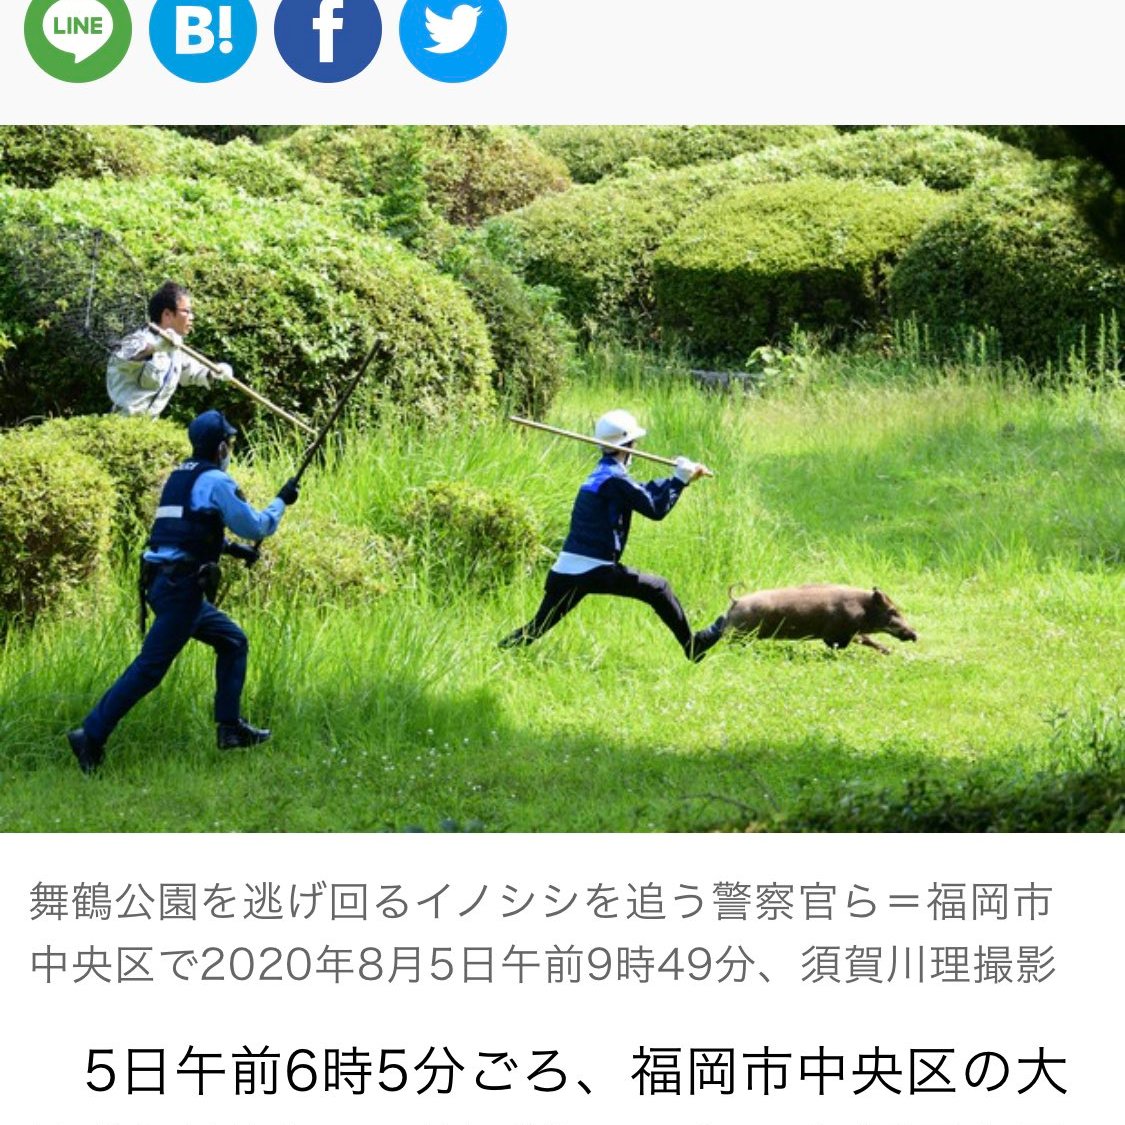 LINE
B!
f
POLICE
舞鶴公園を逃げ回るイノシシを追う警察官ら＝福岡市
中央区で2020年8月5日午前9時49分、須賀川理撮影
5日午前6時5分ごろ、福岡市中央区の大